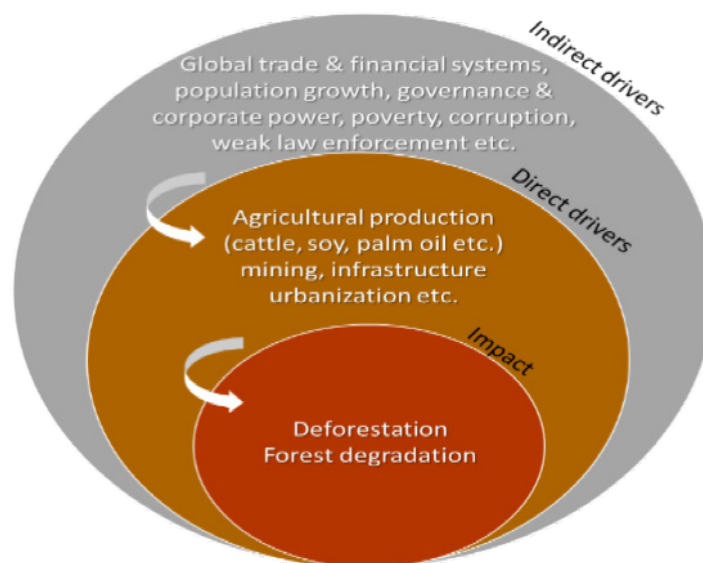 Indirect drivers
Global trade & financial systems,
population growth, governance &
corporate power, poverty, corruption,
weak law enforcement etc.
Direct drivers
Agricultural production
(cattle, soy, palm oil etc.)
mining, infrastructure
urbanization etc.
Impact
Deforestation
Forest degradation